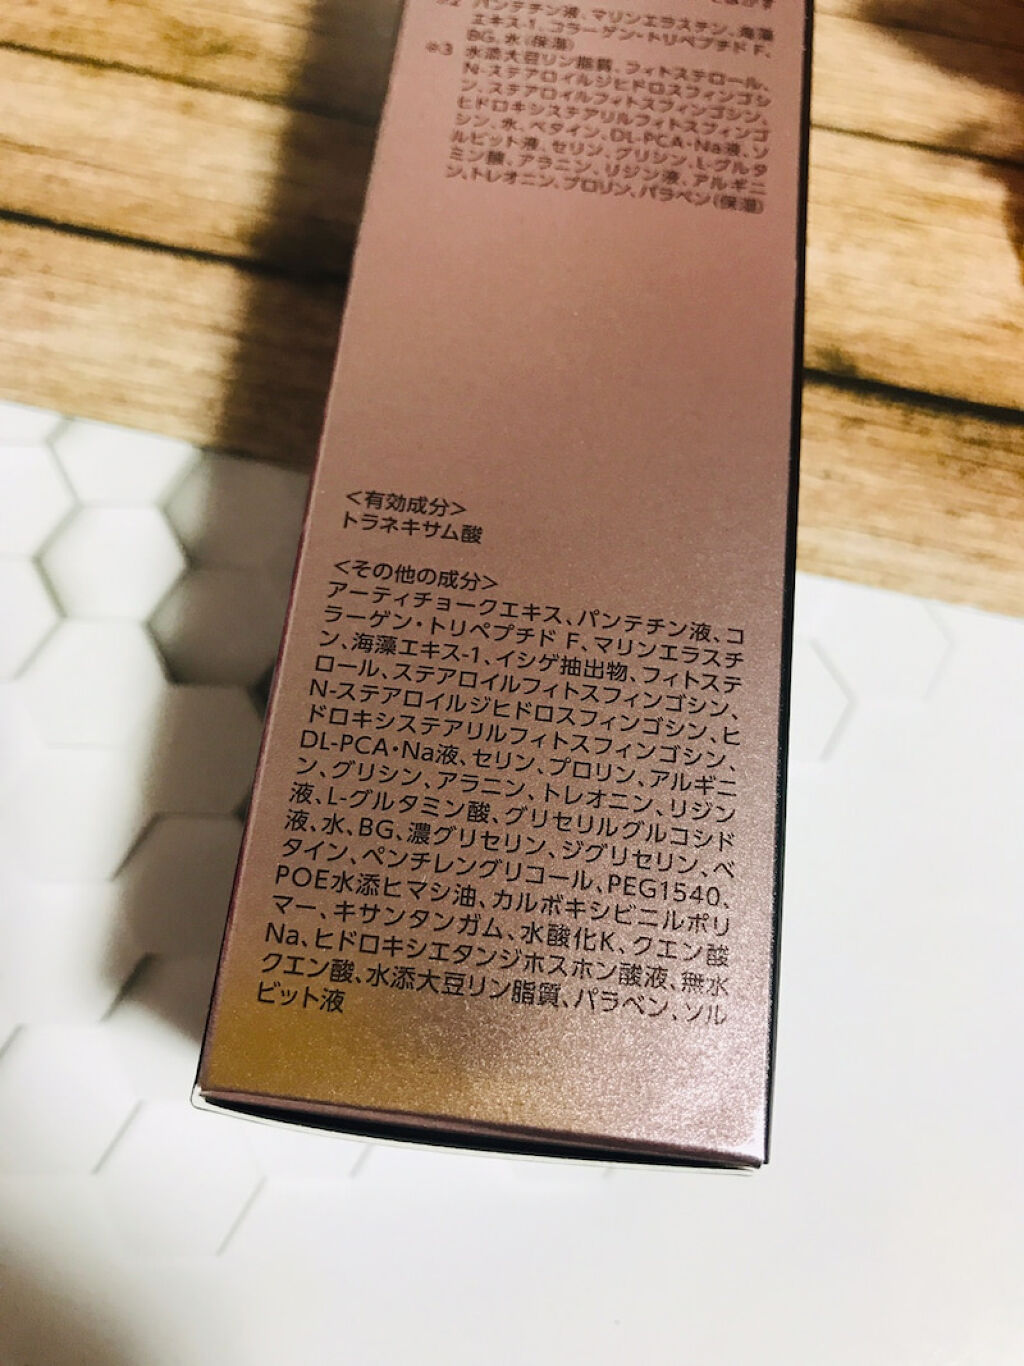 ※2 パンテチン液、マリンエラスチン、海藻
エキス-1、コラーゲン・トリペプチド F、
BG、水(保湿)
※3 水添大豆リン脂質、フィトステロール、
N-ステアロイルジヒドロスフィンゴシ
ン、ステアロイルフィトスフィンゴシン、
ヒドロキシステアリルフィトスフィンゴ
シン、水、ベタイン、DL-PCA・Na液、ソ
ルビット液、セリン、グリシン、L-グルタ
ミン酸、アラニン、リジン液、アルギニ
ン、トレオニン、プロリン、パラベン(保湿)
<有効成分>
トラネキサム酸
<その他の成分>
アーティチョークエキス、パンテチン液、コ
ラーゲン・トリペプチド F、マリンエラスチ
ン、海藻エキス-1、イシゲ抽出物、フィトステ
ロール、ステアロイルフィトスフィンゴシン、
N-ステアロイルジヒドロスフィンゴシン、ヒ
ドロキシステアリルフィトスフィンゴシン、
DL-PCA・Na液、セリン、プロリン、アルギニ
ン、グリシン、アラニン、トレオニン、リジン
液、L-グルタミン酸、グリセリルグルコシド
液、水、BG、濃グリセリン、ジグリセリン、ベ
タイン、ペンチレングリコール、PEG1540、
POE水添ヒマシ油、カルボキシビニルポリ
マー、キサンタンガム、水酸化K、クエン酸
Na、ヒドロキシエタンジホスホン酸液、無水
クエン酸、水添大豆リン脂質、パラベン、ソル
ビット液